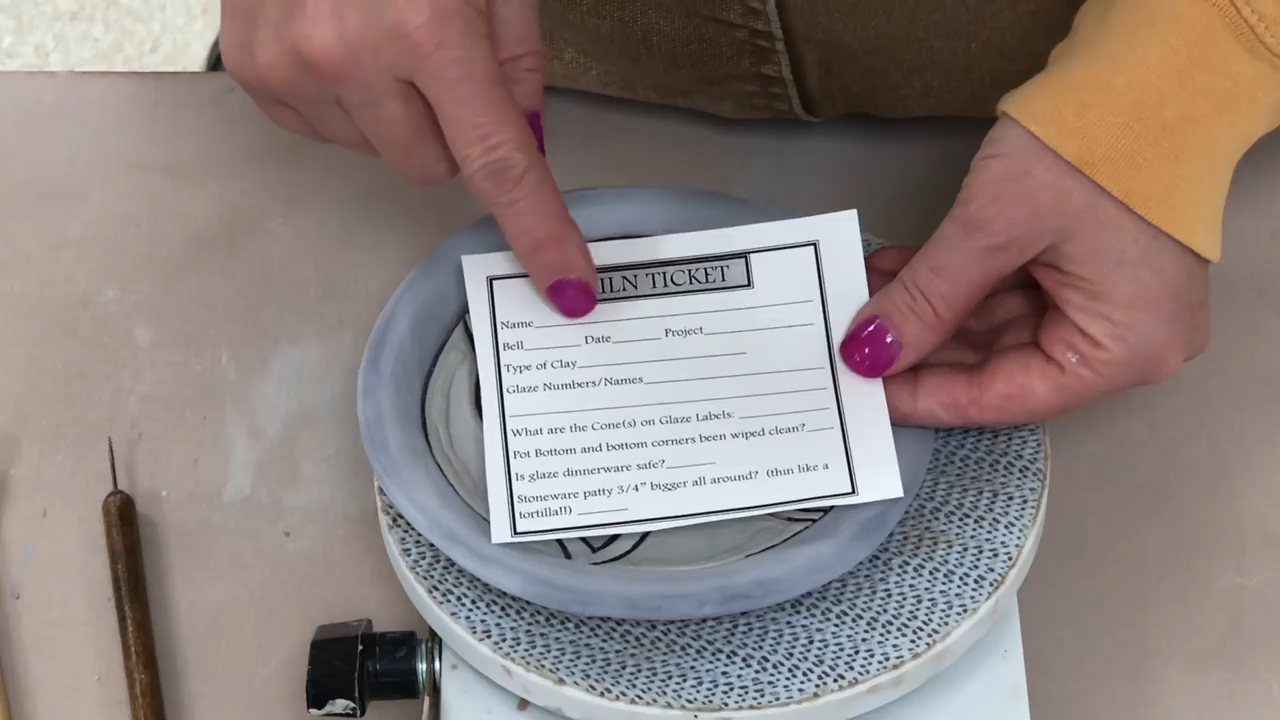 ILN TICKET
Name
Bell Date Project
Type of Clay
Glaze Numbers/Names
What are the Cone(s) on Glaze Labels:
Pot Bottom and bottom corners been wiped clean?
Is glaze dinnerware safe?
Stoneware patty 3/4" bigger all around? (thin like a
tortilla!!)